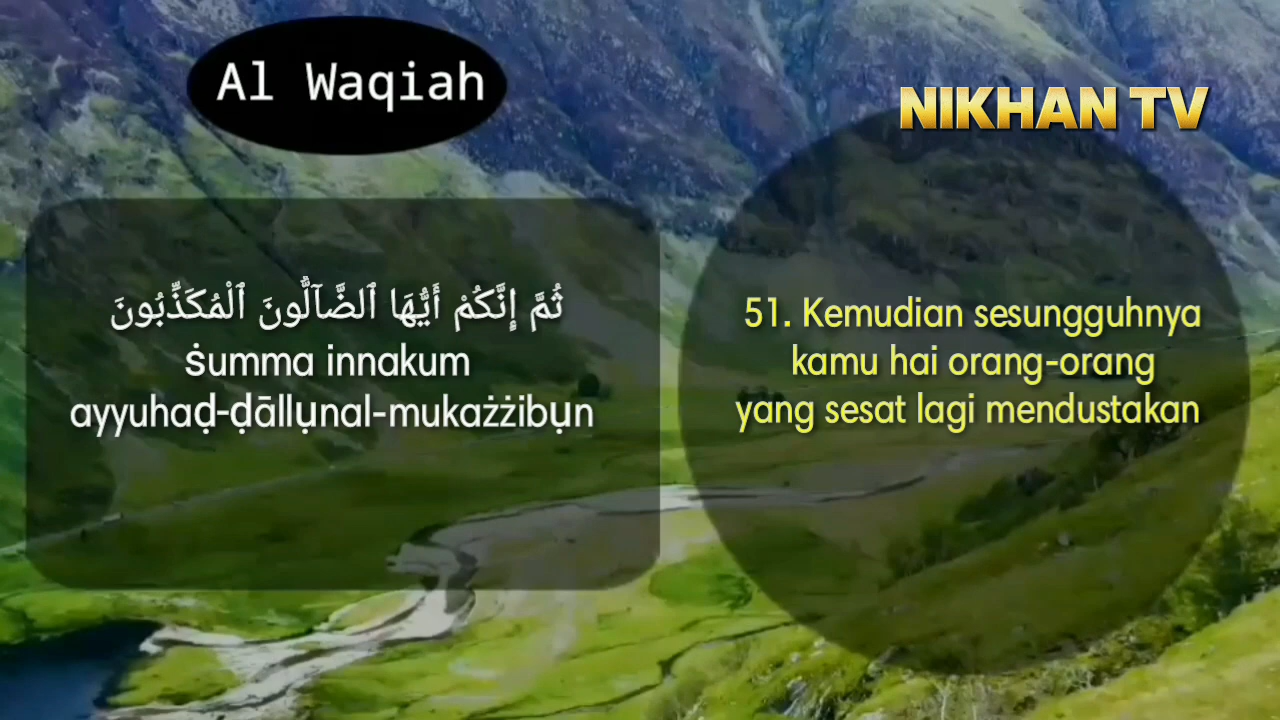 Al Waqiah
NIKHAN TV
ثُمَّ إِنَّكُمْ أَيُّهَا ٱلضَّآلُّونَ ٱلْمُكَذِّبُونَ
ṡumma innakum
ayyuhaḍ-ḍāllụnal-mukażżibụn
51. Kemudian sesungguhnya
kamu hai orang-orang
yang sesat lagi mendustakan